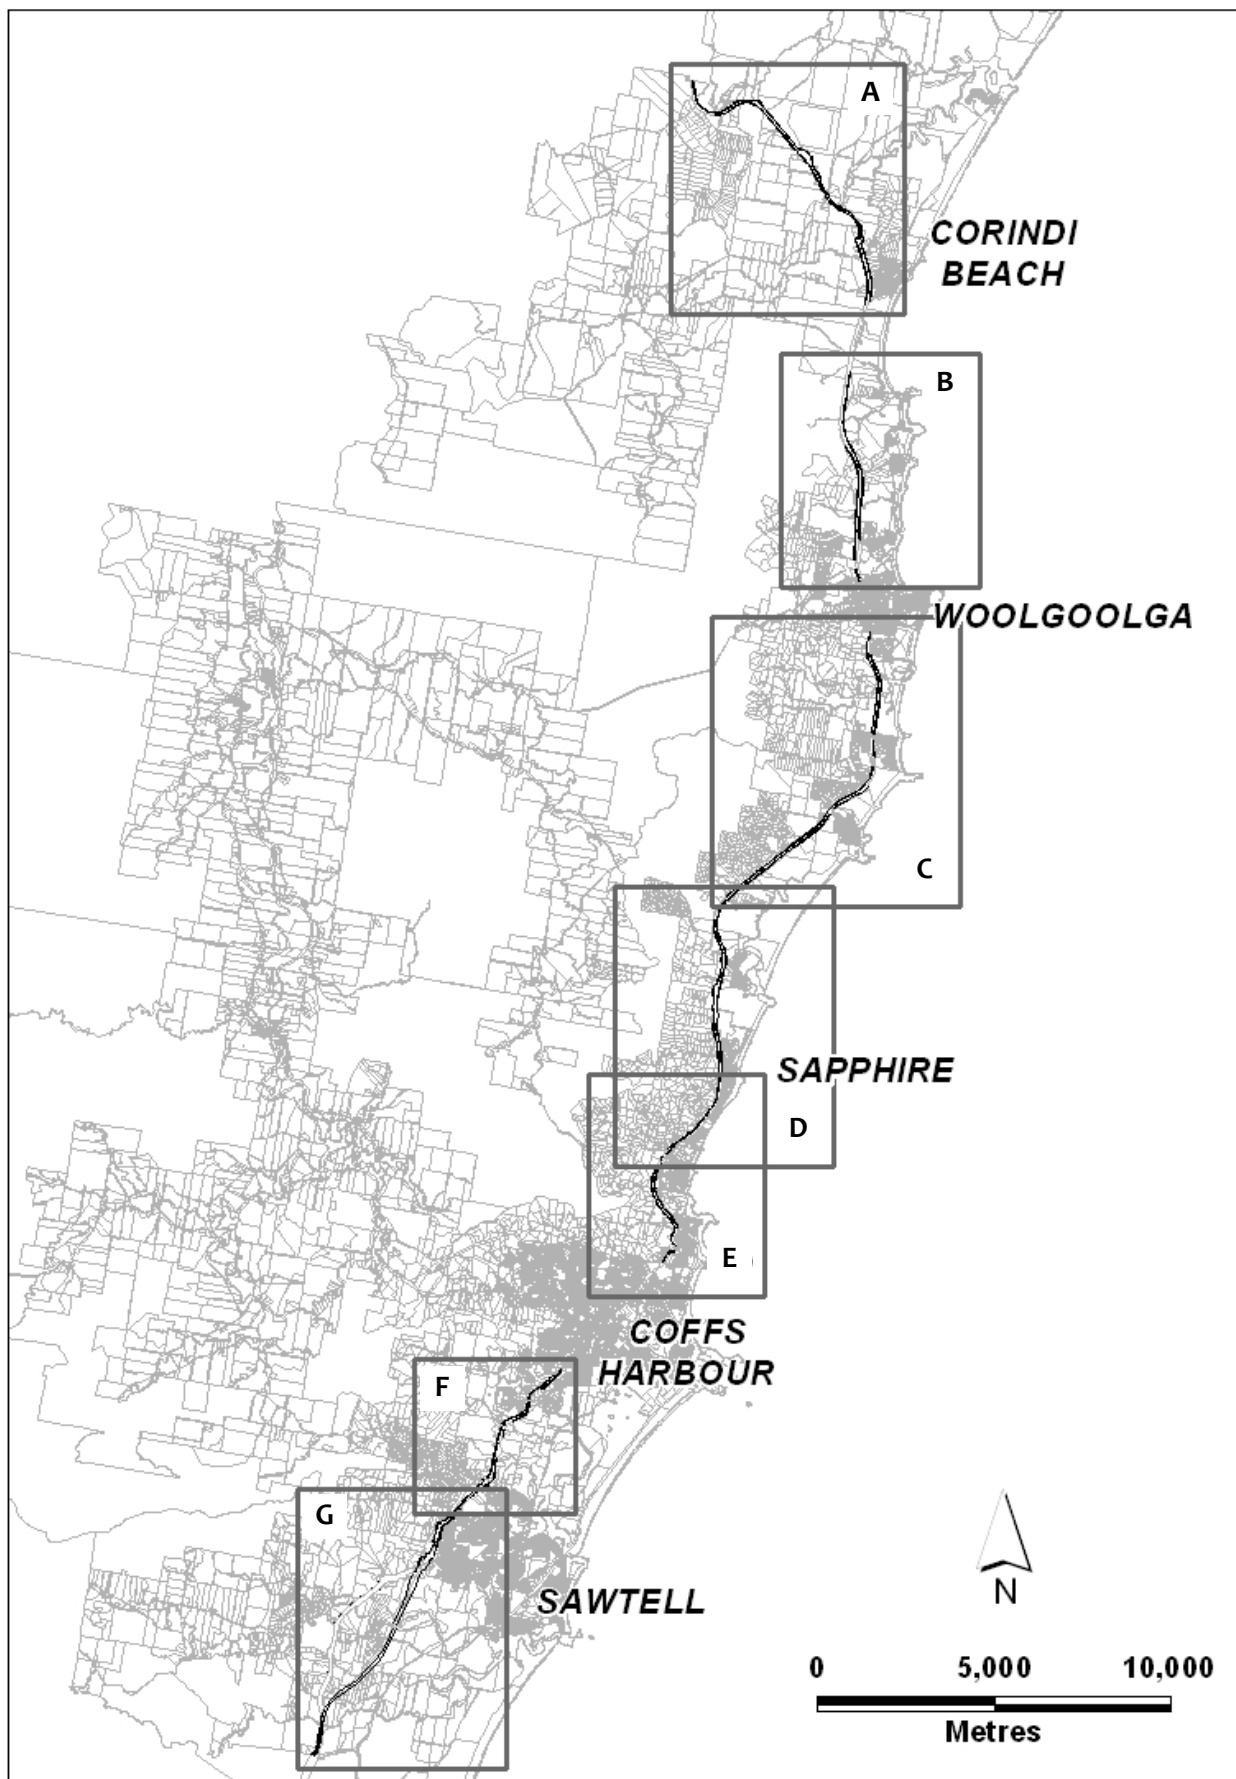 A
CORINDI
BEACH
B
WOOLGOOLGA
C
SAPPHIRE
D
E
COFFS
HARBOUR
F
G
SAWTELL
N
0 5,000 10,000
Metres